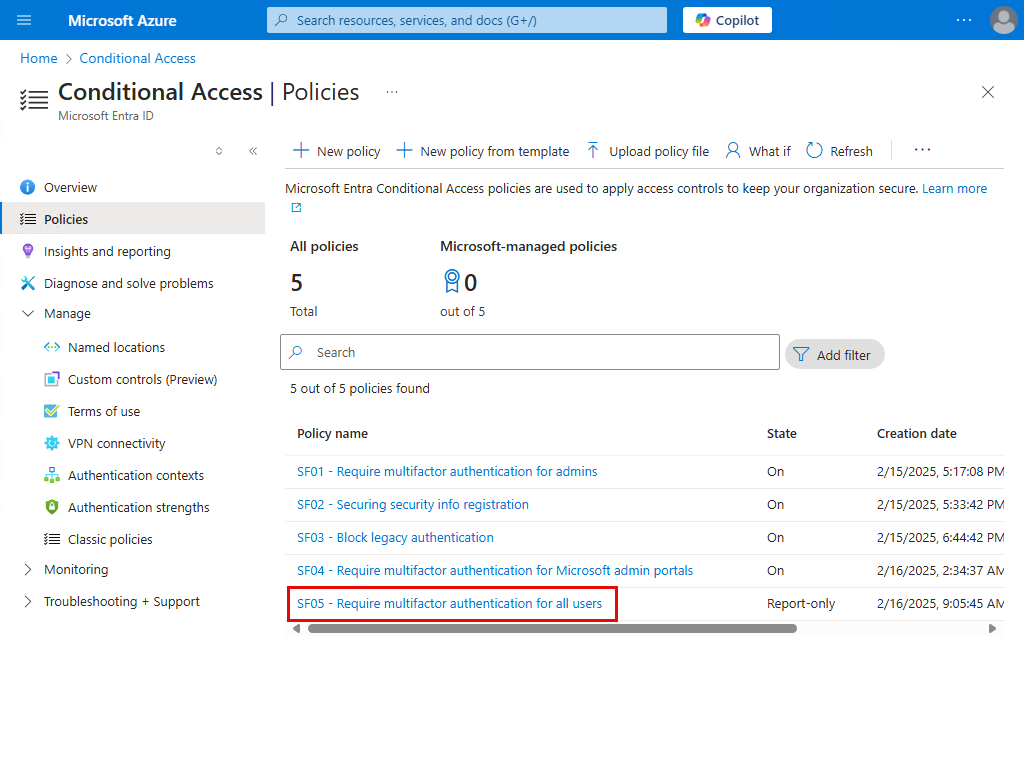 Microsoft Azure
Search resources, services, and docs (G+/)
Copilot
Home > Conditional Access
Conditional Access | Policies
Microsoft Entra ID
New policy
New policy from template
Upload policy file
What if
Refresh
Overview
Policies
Insights and reporting
Diagnose and solve problems
Manage
Named locations
Custom controls (Preview)
Terms of use
VPN connectivity
Authentication contexts
Authentication strengths
Classic policies
Monitoring
Troubleshooting + Support
Microsoft Entra Conditional Access policies are used to apply access controls to keep your organization secure. Learn more
All policies
5
Total
Microsoft-managed policies
0
out of 5
Search
Add filter
5 out of 5 policies found
Policy name State Creation date
SF01 - Require multifactor authentication for admins On 2/15/2025, 5:17:08 PM
SF02 - Securing security info registration On 2/15/2025, 5:33:42 PM
SF03 - Block legacy authentication On 2/15/2025, 6:44:42 PM
SF04 - Require multifactor authentication for Microsoft admin portals On 2/16/2025, 2:34:37 AM
SF05 - Require multifactor authentication for all users Report-only 2/16/2025, 9:05:45 AM